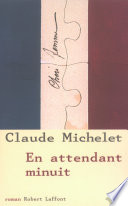 Claude Michelet
En attendant
minuit
roman Robert Laffont